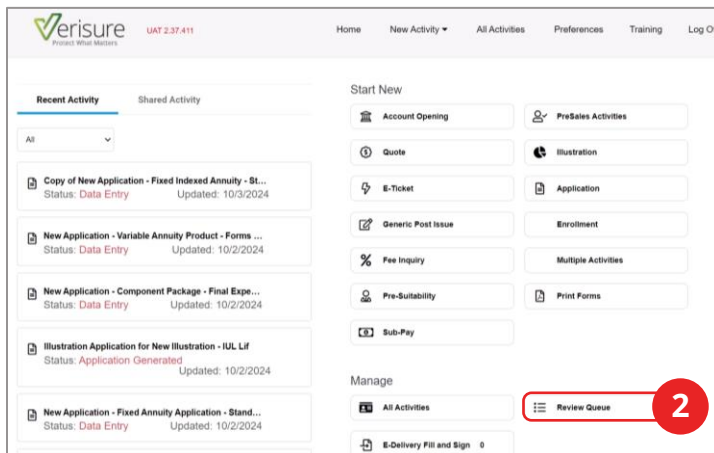 Verisure
Protect What Matters
UAT 2.37.411
Home New Activity All Activities Preferences Training Log O
Recent Activity Shared Activity
All
Copy of New Application - Fixed Indexed Annuity - St...
Status: Data Entry Updated: 10/3/2024
New Application - Variable Annuity Product - Forms ...
Status: Data Entry Updated: 10/2/2024
New Application - Component Package - Final Expe...
Status: Data Entry Updated: 10/2/2024
Illustration Application for New Illustration - IUL Lif
Status: Application Generated
Updated: 10/2/2024
New Application - Fixed Annuity Application - Stand...
Status: Data Entry Updated: 10/2/2024
Start New
Account Opening PreSales Activities
Quote Illustration
E-Ticket Application
Generic Post Issue Enrollment
Fee Inquiry Multiple Activities
Pre-Suitability Print Forms
Sub-Pay
Manage
All Activities Review Queue 2
E-Delivery Fill and Sign 0